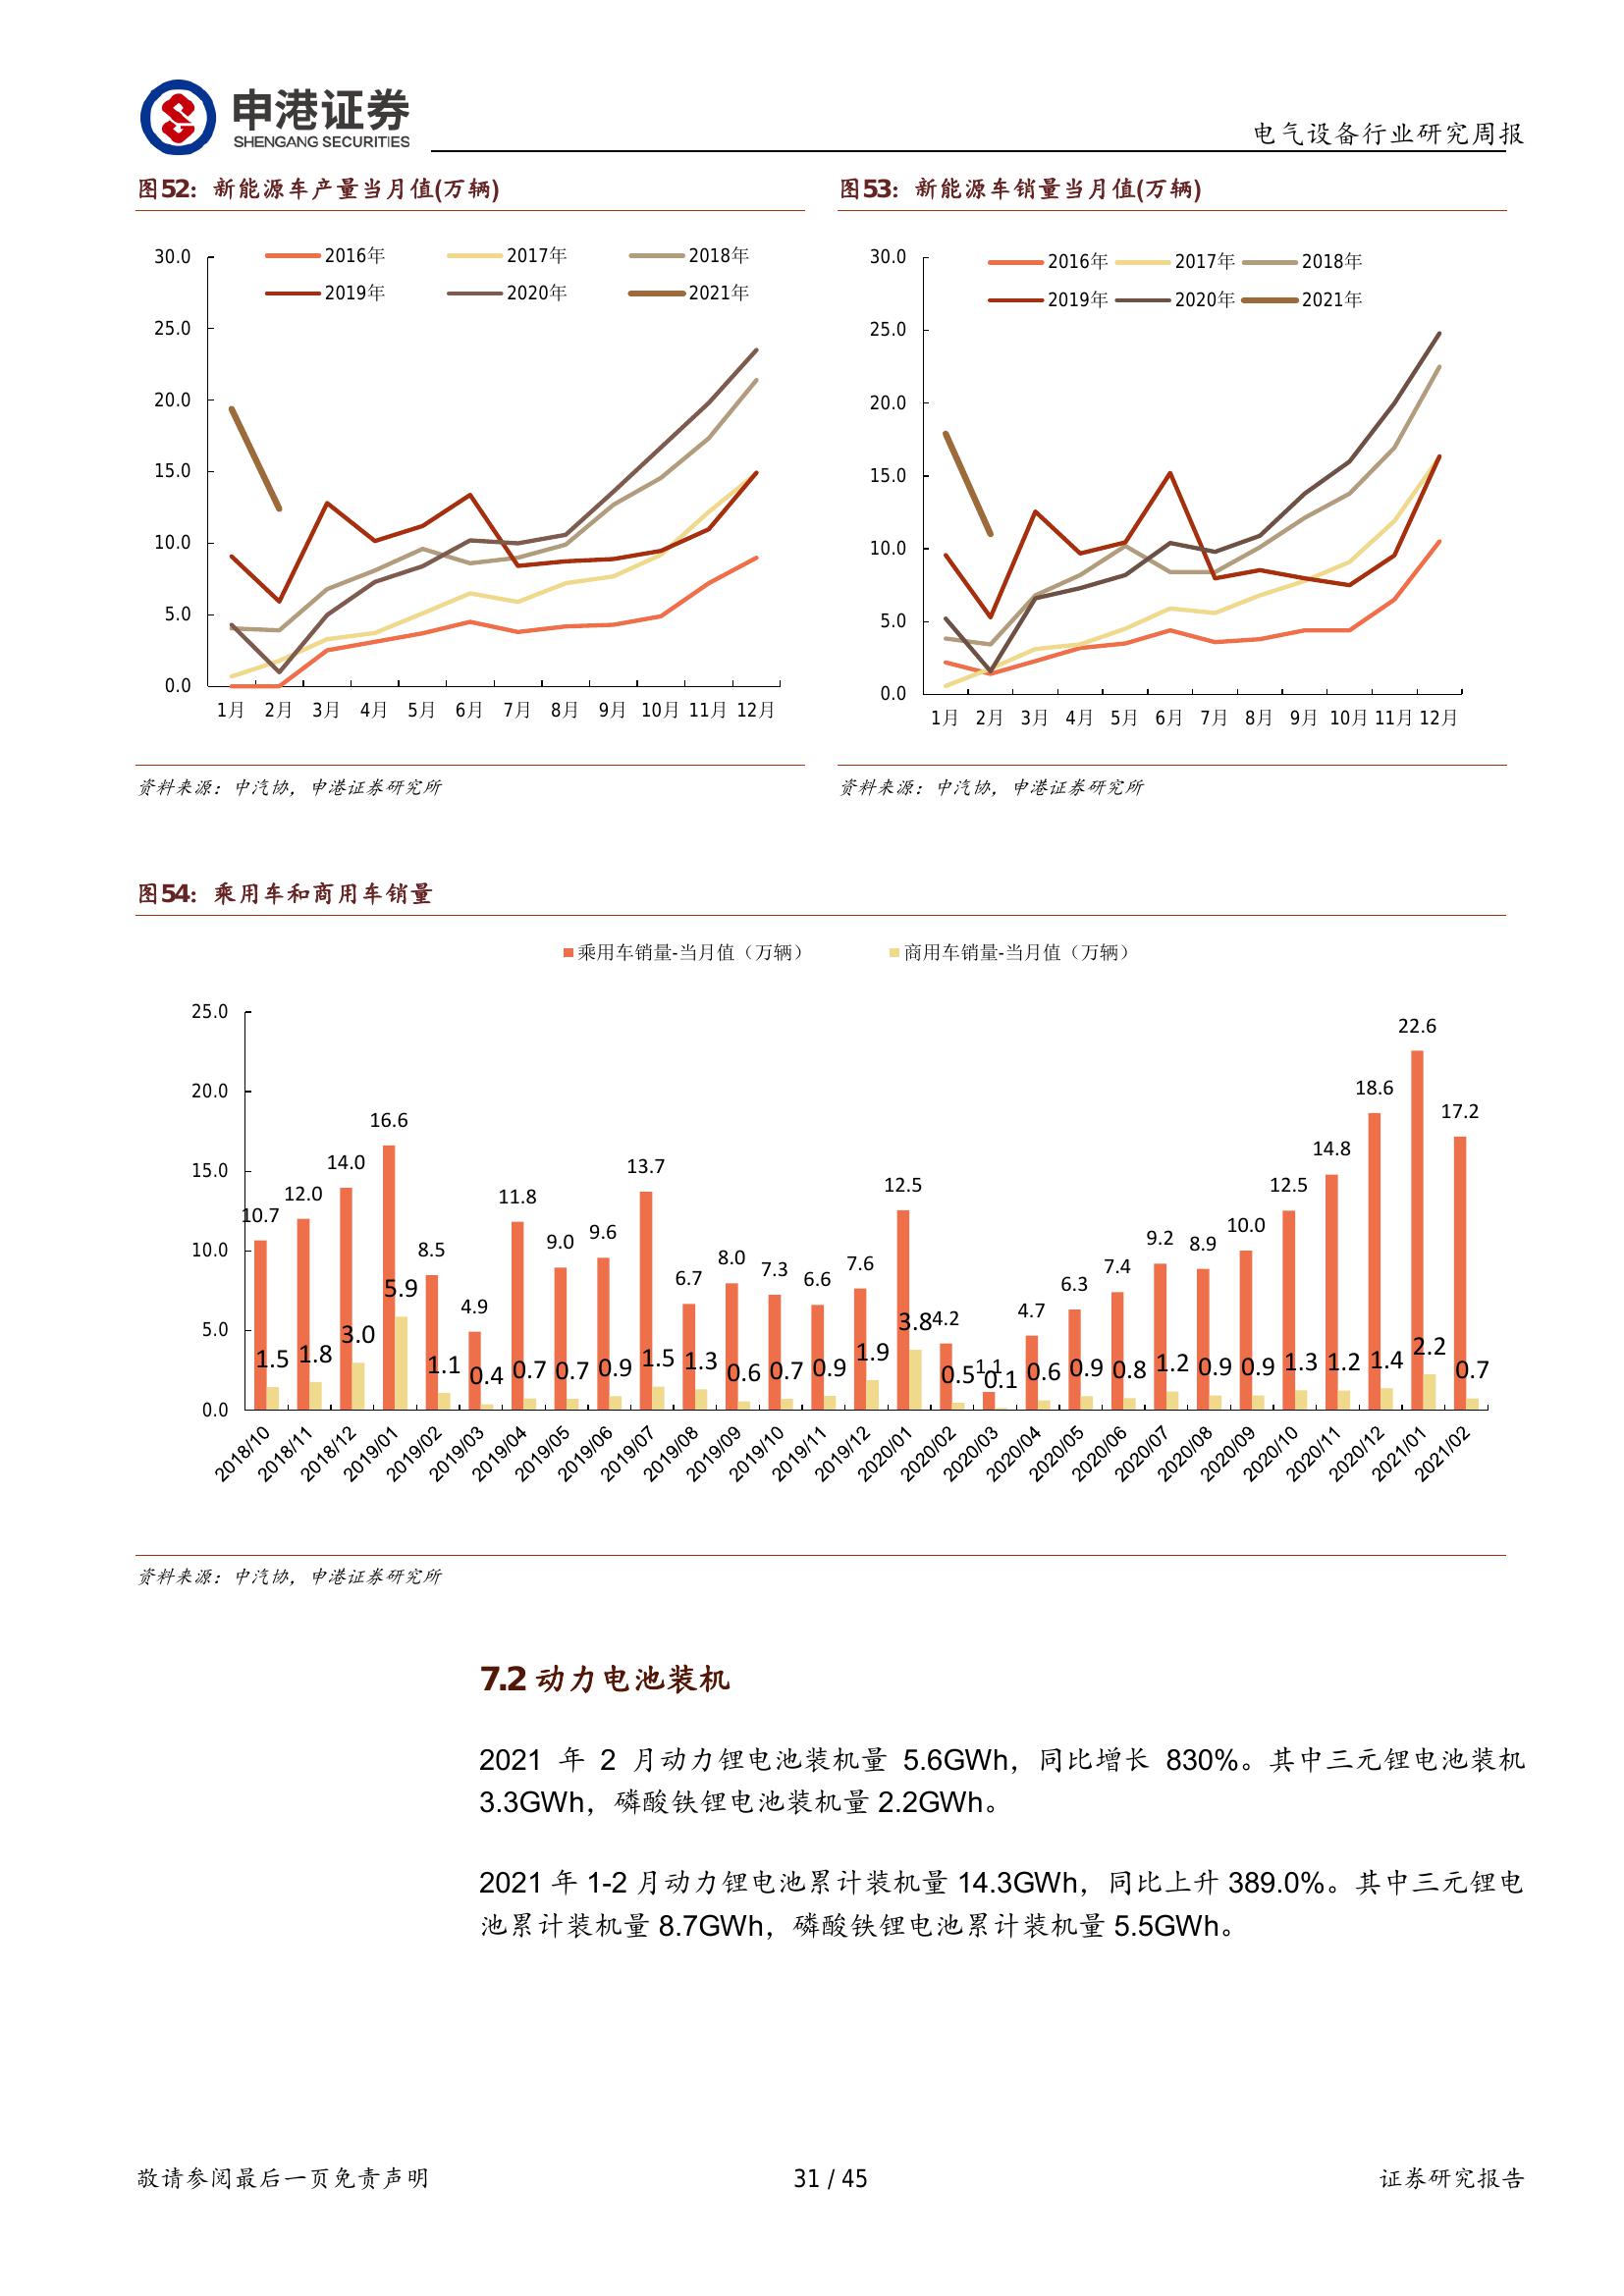 申港证券
SHENGANG SECURITIES
电气设备行业研究周报
图52：新能源车产量当月值(万辆)
2016年 2017年 2018年
2019年 2020年 2021年
30.0
25.0
20.0
15.0
10.0
5.0
0.0
1月 2月 3月 4月 5月 6月 7月 8月 9月 10月 11月 12月
资料来源：中汽协，申港证券研究所
图53：新能源车销量当月值(万辆)
2016年 2017年 2018年
2019年 2020年 2021年
30.0
25.0
20.0
15.0
10.0
5.0
0.0
1月 2月 3月 4月 5月 6月 7月 8月 9月 10月 11月 12月
资料来源：中汽协，申港证券研究所
图54：乘用车和商用车销量
乘用车销量-当月值（万辆） 商用车销量-当月值（万辆）
25.0
20.0
15.0
10.0
5.0
0.0
10.7 12.0 14.0 16.6 8.5 4.9 11.8 9.0 9.6 13.7 6.7 8.0 7.3 6.6 7.6 12.5 4.2 1.1 4.7 6.3 7.4 9.2 8.9 10.0 12.5 14.8 18.6 22.6 17.2
1.5 1.8 3.0 5.9 1.1 0.4 0.7 0.7 0.9 1.5 1.3 0.6 0.7 0.9 1.9 3.8 0.5 0.1 0.6 0.9 0.8 1.2 0.9 0.9 1.3 1.2 1.4 2.2 0.7
2018/10 2018/11 2018/12 2019/01 2019/02 2019/03 2019/04 2019/05 2019/06 2019/07 2019/08 2019/09 2019/10 2019/11 2019/12 2020/01 2020/02 2020/03 2020/04 2020/05 2020/06 2020/07 2020/08 2020/09 2020/10 2020/11 2020/12 2021/01 2021/02
资料来源：中汽协，申港证券研究所
7.2 动力电池装机
2021 年 2 月动力锂电池装机量 5.6GWh，同比增长 830%。其中三元锂电池装机
3.3GWh，磷酸铁锂电池装机量 2.2GWh。
2021 年 1-2 月动力锂电池累计装机量 14.3GWh，同比上升 389.0%。其中三元锂电
池累计装机量 8.7GWh，磷酸铁锂电池累计装机量 5.5GWh。
敬请参阅最后一页免责声明
31 / 45
证券研究报告